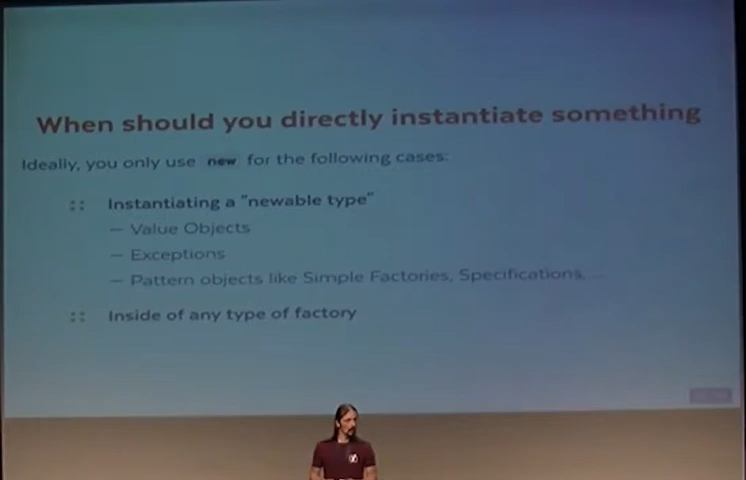 When should you directly instantiate something
Ideally, you only use new for the following cases:
:: Instantiating a "newable type"
— Value Objects
— Exceptions
— Pattern objects like Simple Factories, Specifications, ...
:: Inside of any type of factory